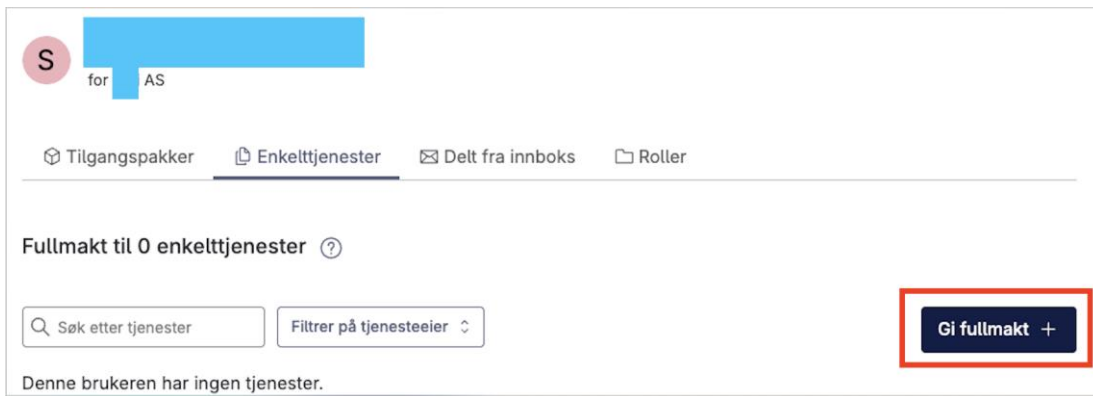 S
for AS
Tilgangspakker Enkelttjenester Delt fra innboks Roller
Fullmakt til 0 enkelttjenester ?
Søk etter tjenester Filtrer på tjenesteeier Gi fullmakt +
Denne brukeren har ingen tjenester.